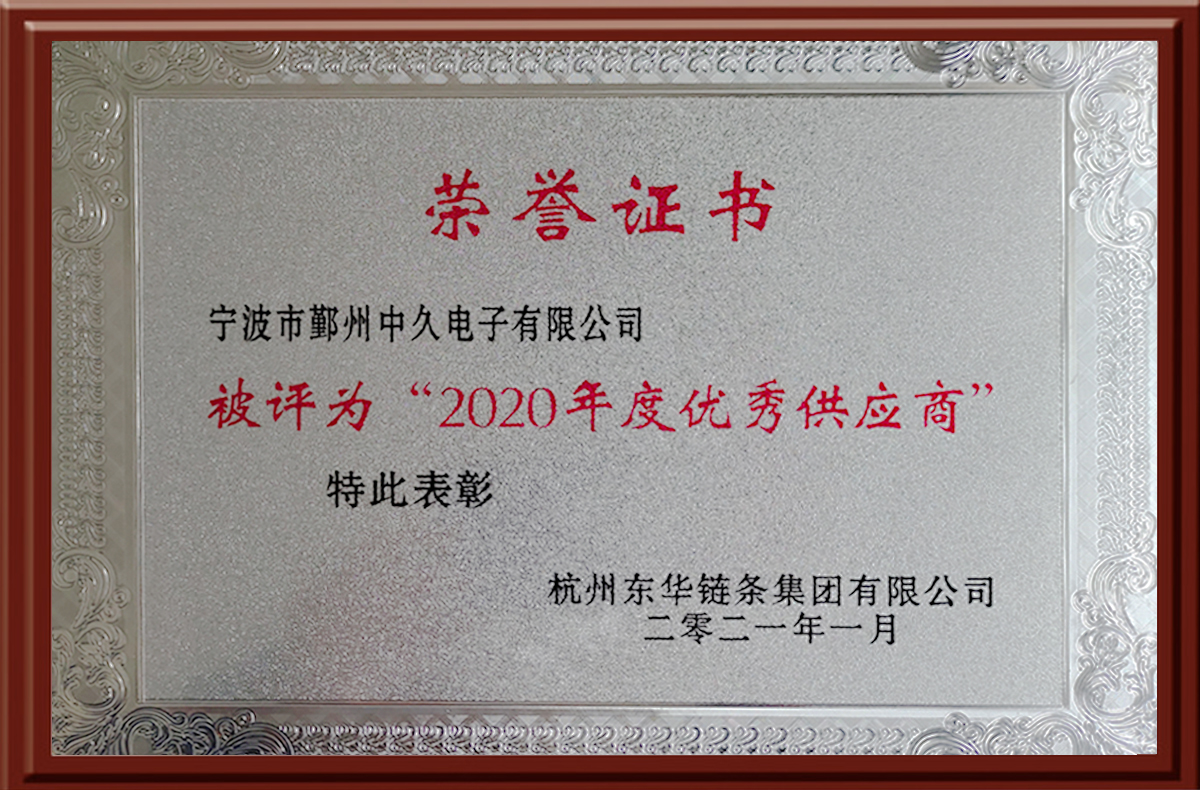 荣誉证书
宁波市鄞州中久电子有限公司
被评为“2020年度优秀供应商”
特此表彰
杭州东华链条集团有限公司
二零二一年一月